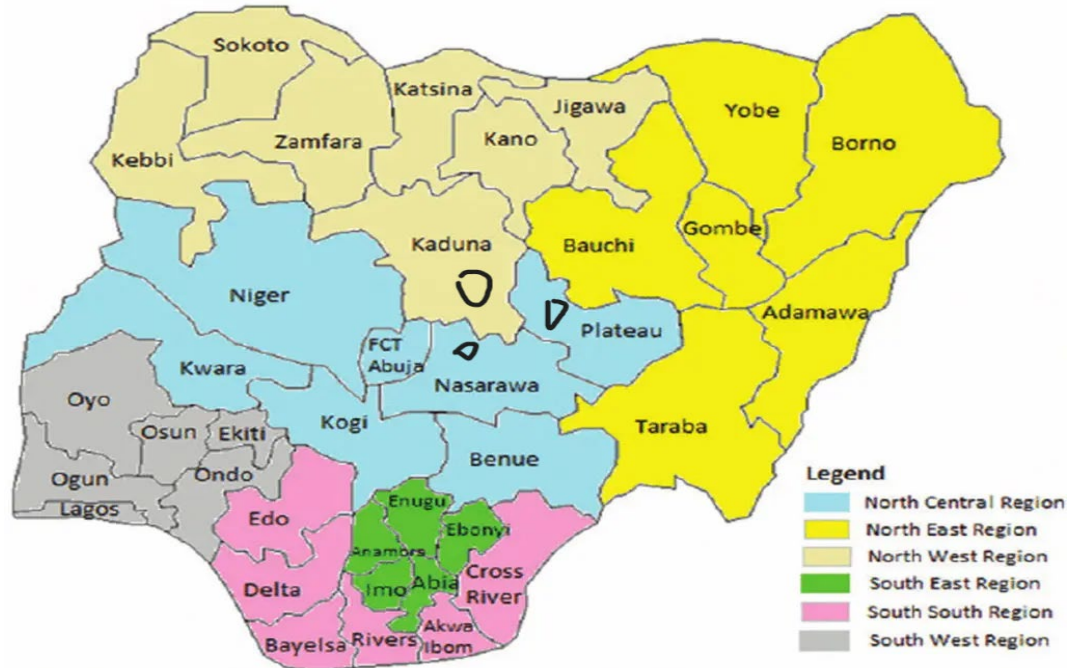 Sokoto
Katsina
Jigawa
Yobe
Borno
Kano
Zamfara
Kebbi
Kaduna
Bauchi
Gombe
Niger
Adamawa
Plateau
FCT
Abuja
Kwara
Nasarawa
Oyo
Kogi
Taraba
Osun
Ekiti
Benue
Ondo
Ogun
Lagos
Enugu
Edo
Ebonyi
Anambra
Cross
River
Delta
Imo
Abia
Akwa
Ibom
Rivers
Bayelsa
Legend
North Central Region
North East Region
North West Region
South East Region
South South Region
South West Region